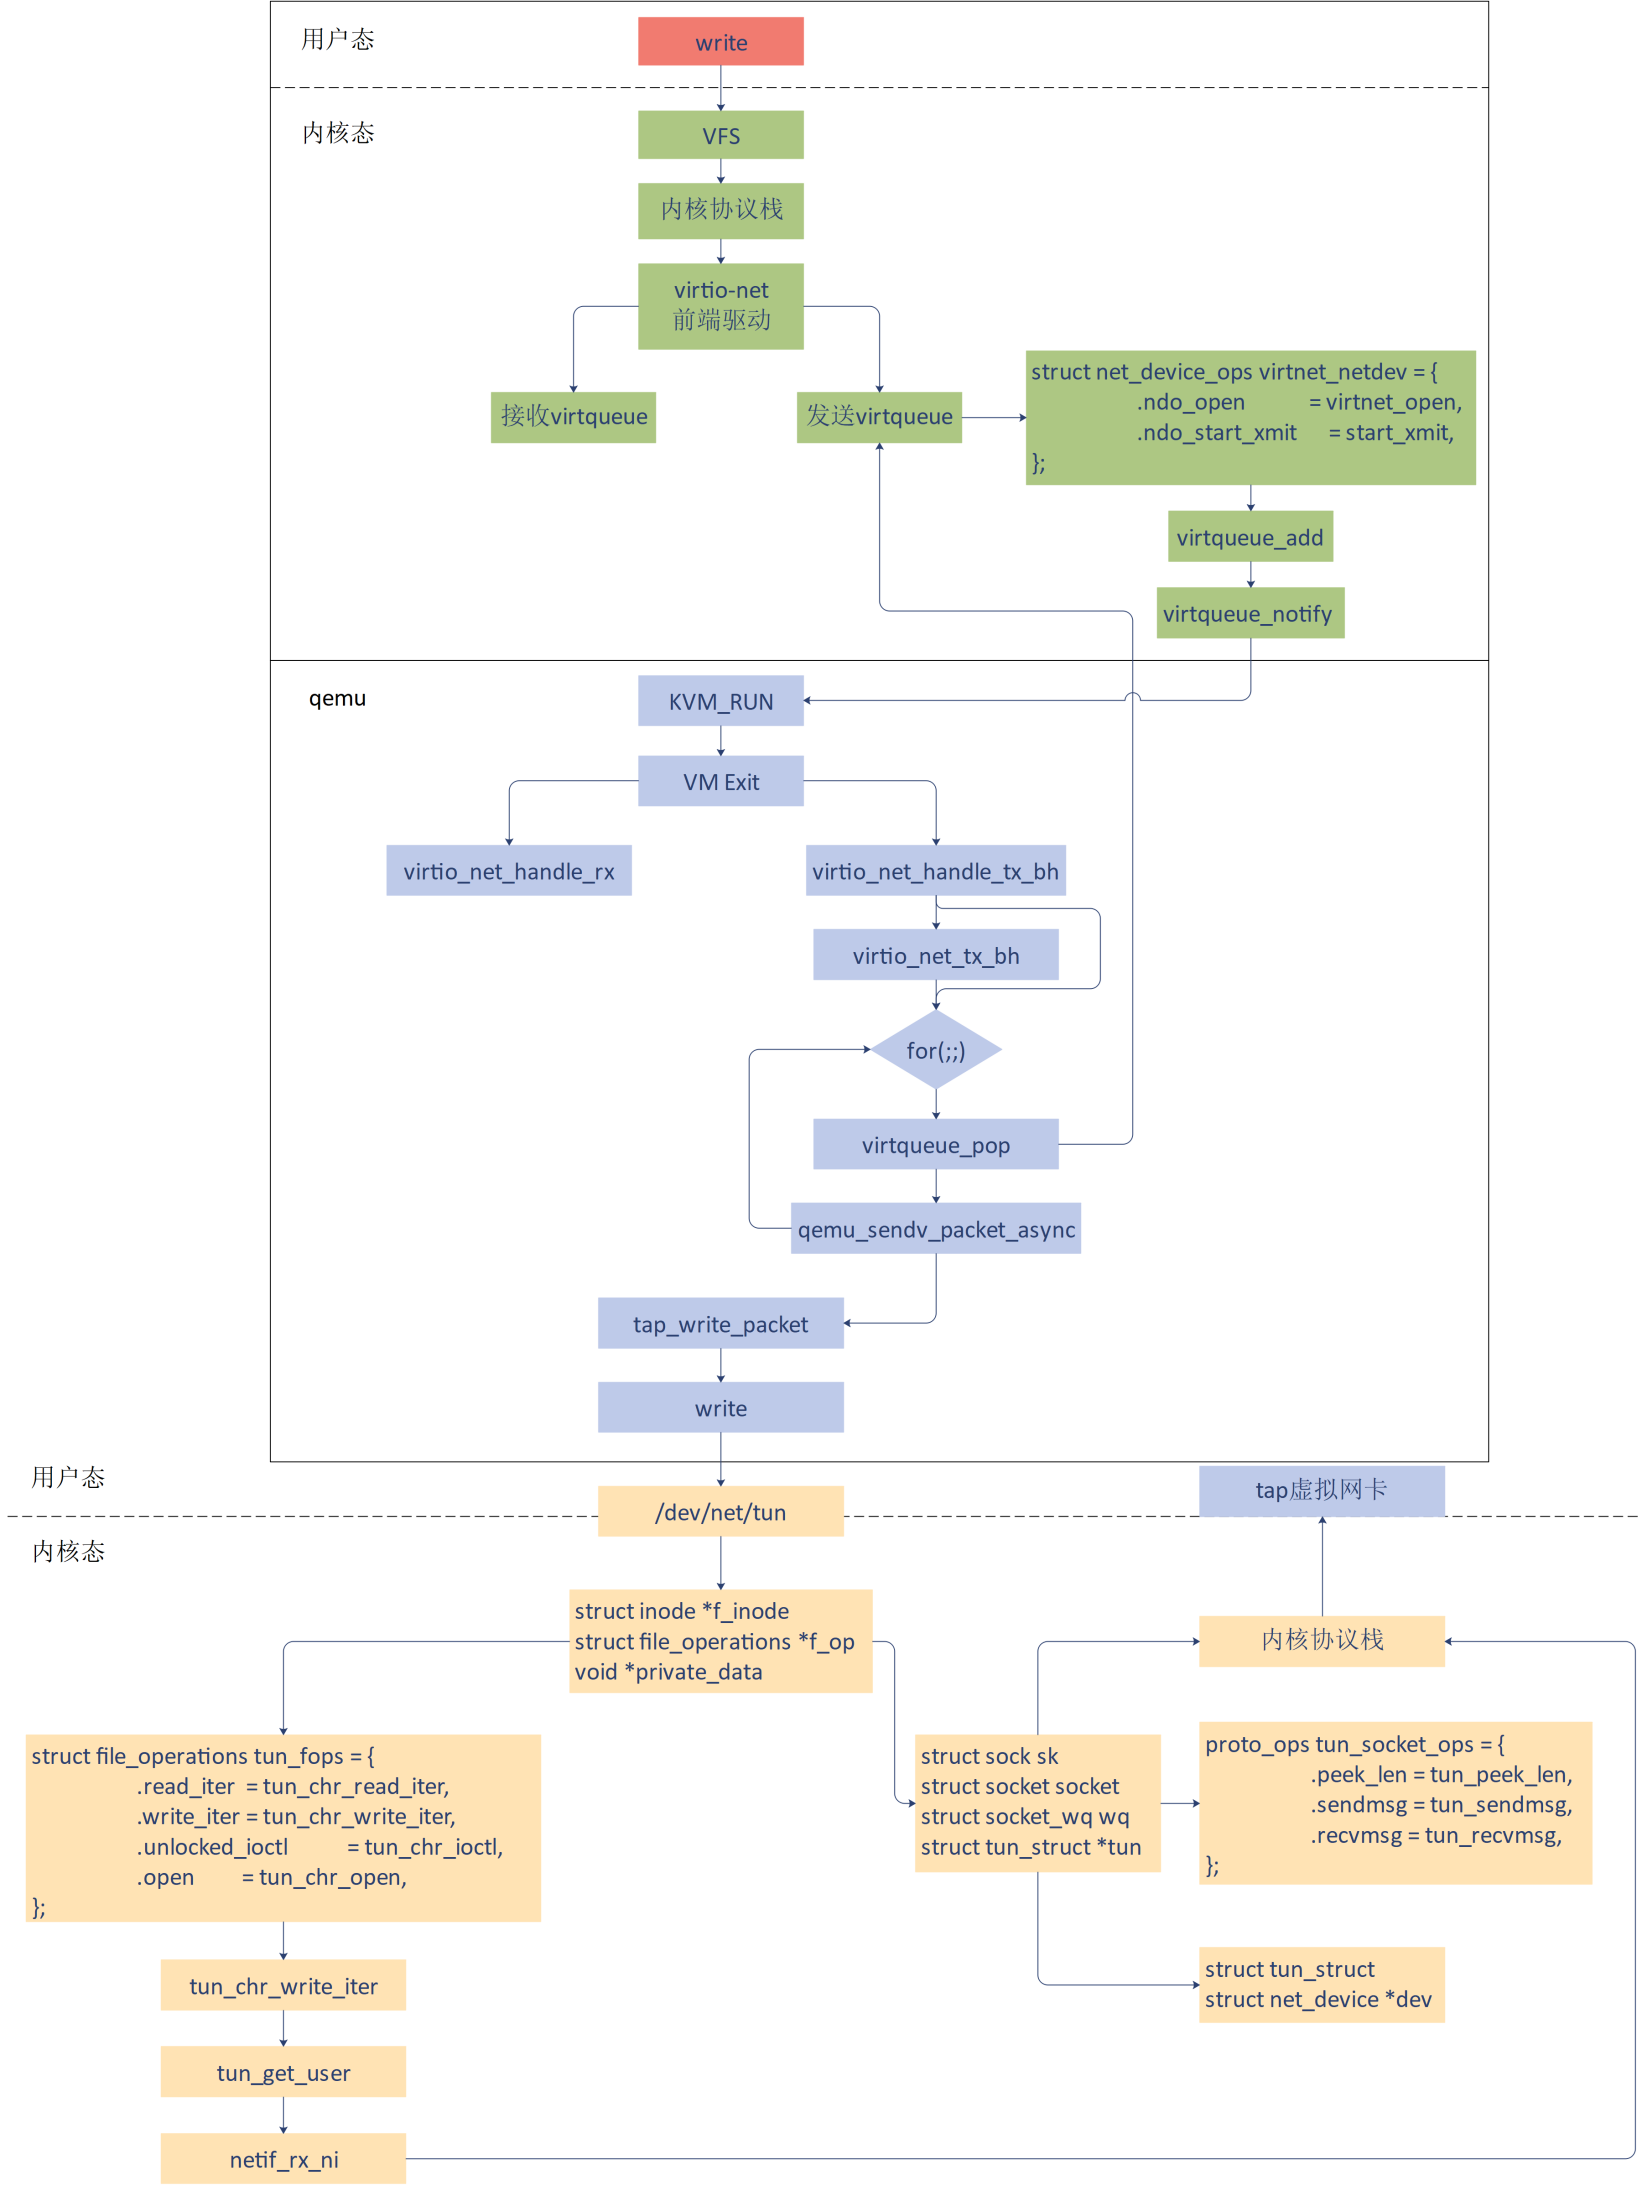 用户态
write
内核态
VFS
内核协议栈
virtio-net
前端驱动
接收virtqueue
发送virtqueue
struct net_device_ops virtnet_netdev = {
.ndo_open = virtnet_open,
.ndo_start_xmit = start_xmit,
};
virtqueue_add
virtqueue_notify
qemu
KVM_RUN
VM Exit
virtio_net_handle_rx
virtio_net_handle_tx_bh
virtio_net_tx_bh
for(;;)
virtqueue_pop
qemu_sendv_packet_async
tap_write_packet
write
用户态
/dev/net/tun
tap虚拟网卡
内核态
struct inode *f_inode
struct file_operations *f_op
void *private_data
内核协议栈
struct file_operations tun_fops = {
.read_iter = tun_chr_read_iter,
.write_iter = tun_chr_write_iter,
.unlocked_ioctl = tun_chr_ioctl,
.open = tun_chr_open,
};
struct sock sk
struct socket socket
struct socket_wq wq
struct tun_struct *tun
proto_ops tun_socket_ops = {
.peek_len = tun_peek_len,
.sendmsg = tun_sendmsg,
.recvmsg = tun_recvmsg,
};
tun_chr_write_iter
struct tun_struct
struct net_device *dev
tun_get_user
netif_rx_ni